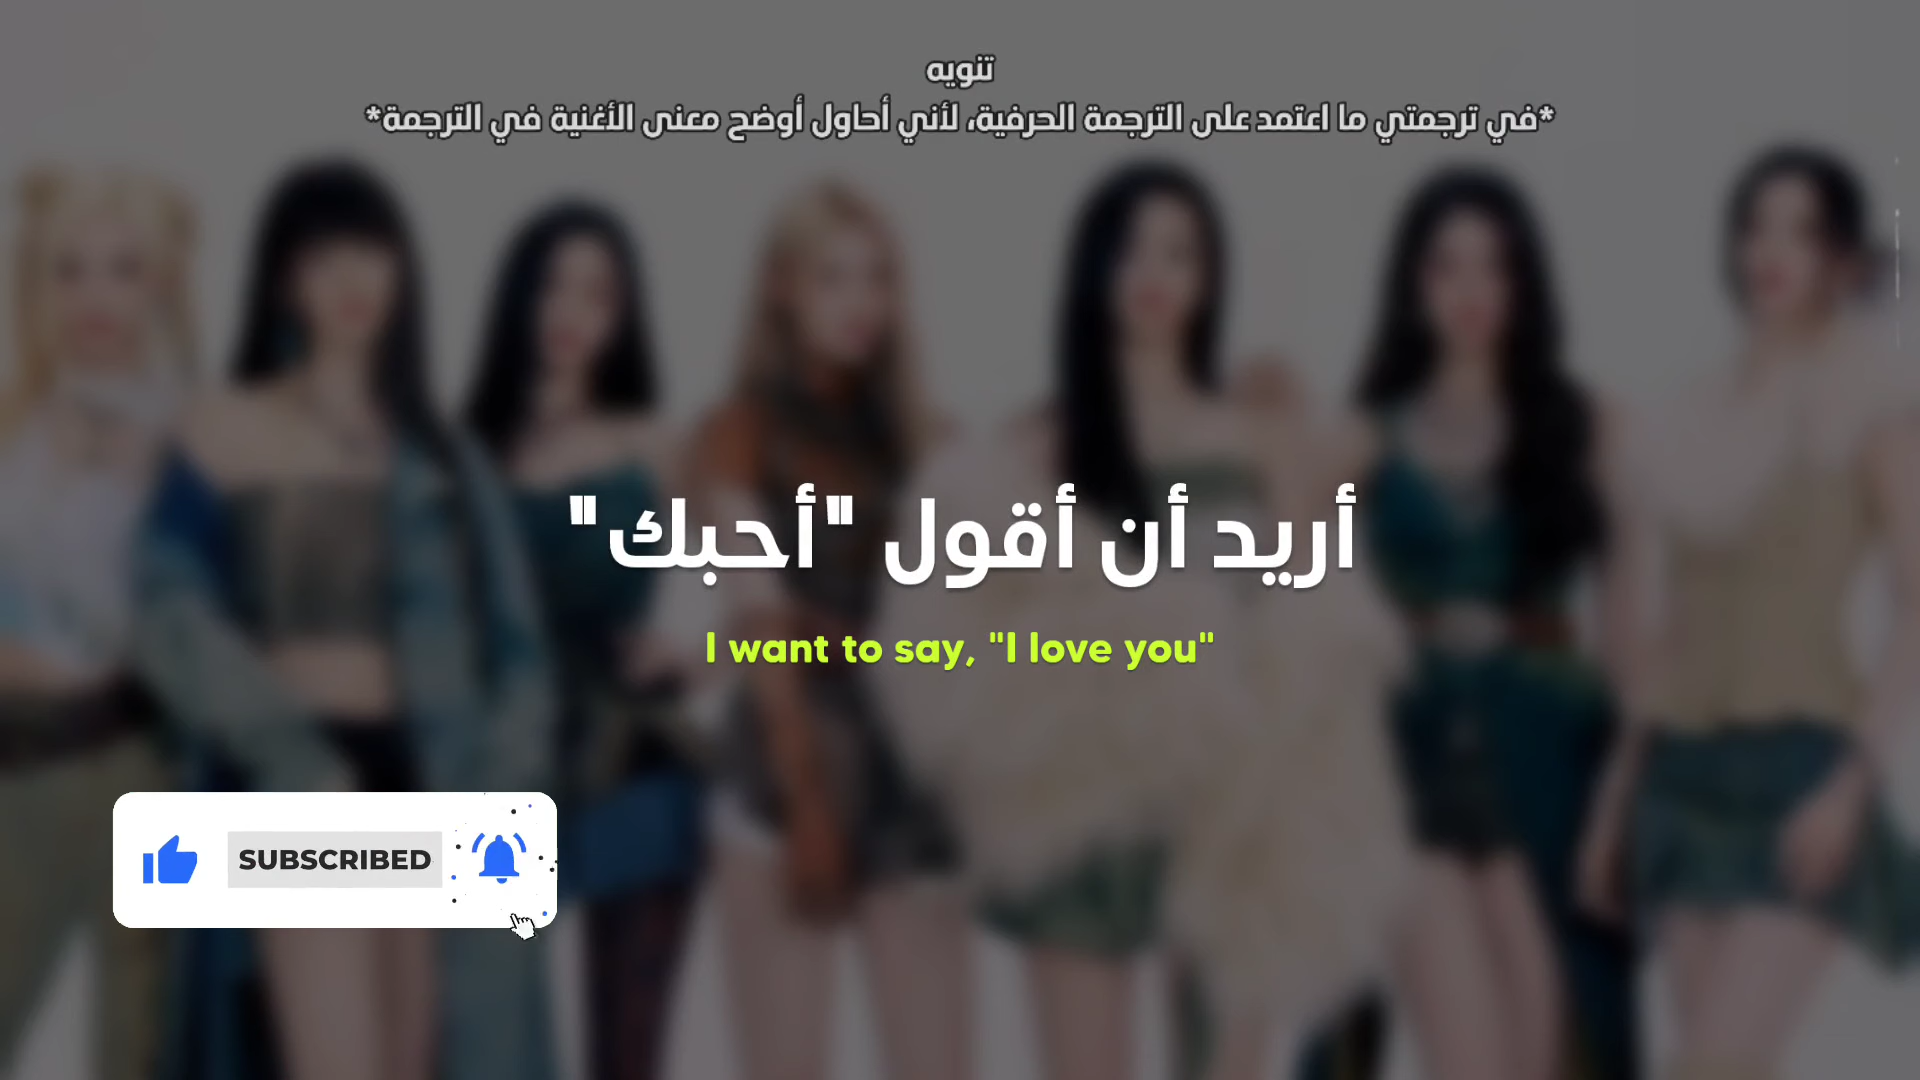 تنويه
*في ترجمتي ما اعتمد على الترجمة الحرفية، لأني أحاول أوضح معنى الأغنية في الترجمة*
أريد أن أقول "أحبك"
I want to say, "I love you"
SUBSCRIBED